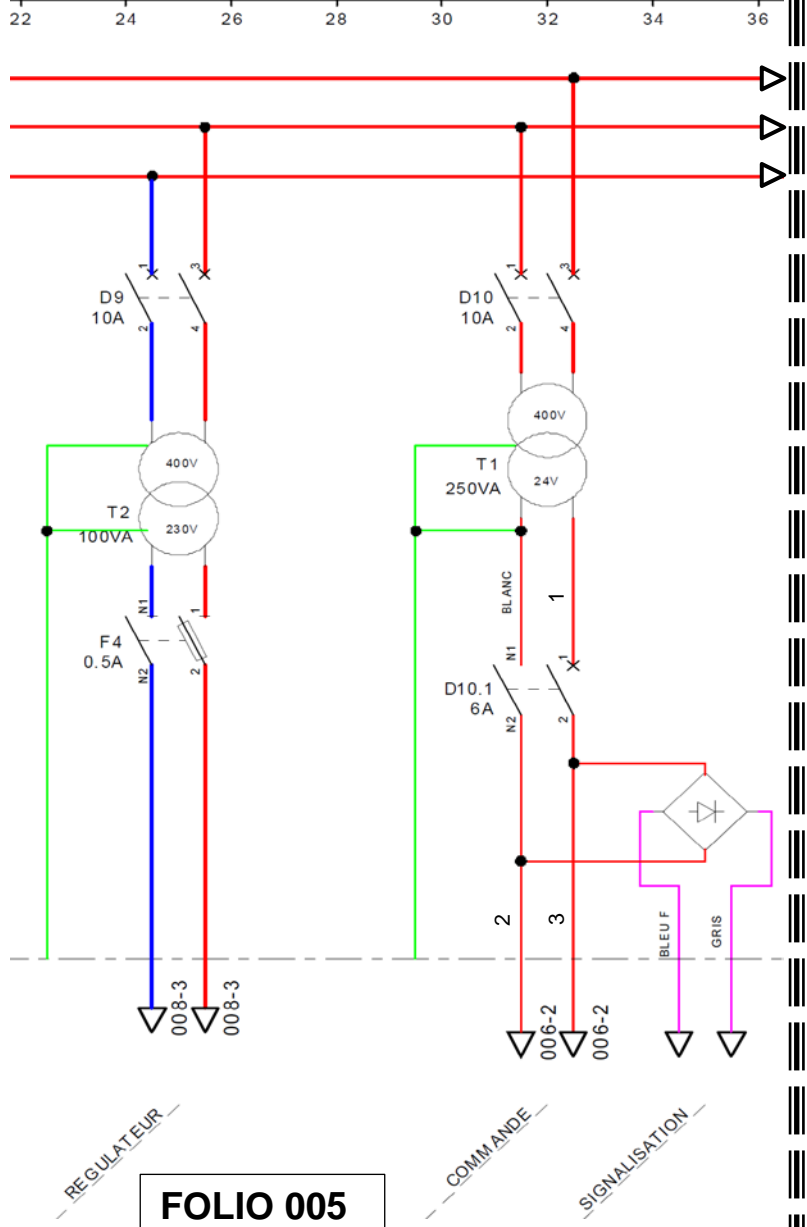 22 24 26 28 30 32 34 36
1 3
D9
10A
2 4
1 3
D10
10A
2 4
400V
T2
100VA
230V
400V
T1
250VA
24V
BLANC
1
N1 1
F4
0.5A
N2 2
N1 1
D10.1
6A
N2 2
2
3
BLEU F
GRIS
008-3
008-3
006-2
006-2
REGULATEUR
COMMANDE
SIGNALISATION
FOLIO 005